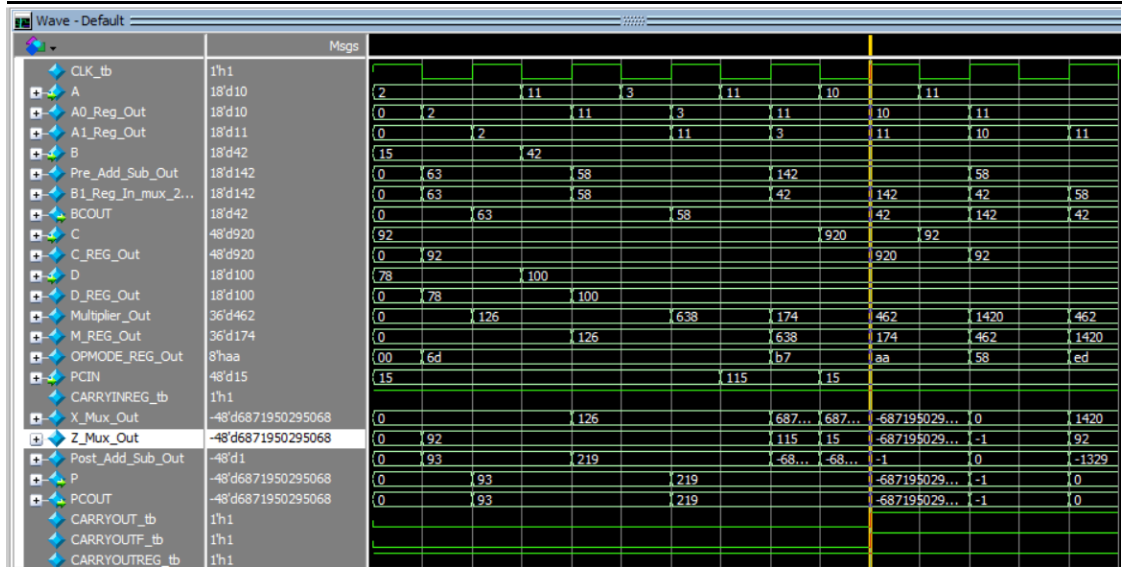 Wave - Default
Msgs
CLK_tb 1'h1
A 18'd10 2 11 3 11 10 11
A0_Reg_Out 18'd10 0 2 11 3 11 10 11
A1_Reg_Out 18'd11 0 2 11 3 11 10 11
B 18'd42 15 42
Pre_Add_Sub_Out 18'd142 0 63 58 142 58
B1_Reg_In_mux_2... 18'd142 0 63 58 42 142 42 58
BCOUT 18'd42 0 63 58 42 142 42
C 48'd920 92 920 92
C_REG_Out 48'd920 0 92 920 92
D 18'd100 78 100
D_REG_Out 18'd100 0 78 100
Multiplier_Out 36'd462 0 126 638 174 462 1420 462
M_REG_Out 36'd174 0 126 638 174 462 1420
OPMODE_REG_Out 8'haa 00 6d b7 aa 58 ed
PCIN 48'd15 15 115 15
CARRYINREG_tb 1'h1
X_Mux_Out -48'd6871950295068 0 126 687... 687... -687195029... 0 1420
Z_Mux_Out -48'd6871950295068 0 92 115 15 -687195029... -1 92
Post_Add_Sub_Out -48'd1 0 93 219 -68... -68... -1 0 -1329
P -48'd6871950295068 0 93 219 -687195029... -1 0
PCOUT -48'd6871950295068 0 93 219 -687195029... -1 0
CARRYOUT_tb 1'h1
CARRYOUTF_tb 1'h1
CARRYOUTREG_tb 1'h1